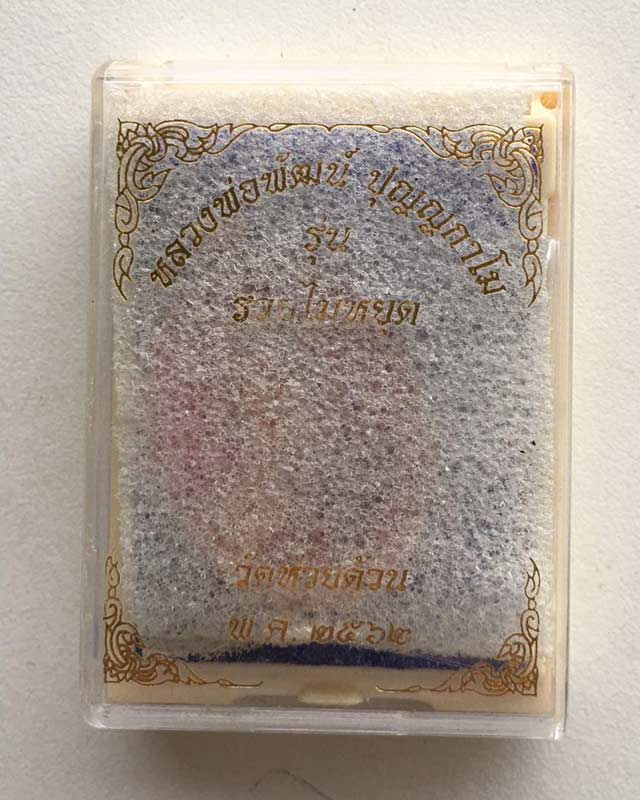 หลวงพ่อพัฒน์ ปุญญกาโม
รุ่น
รวยไม่หยุด
วัดห้วยด้วน
พ.ศ. ๒๕๖๒